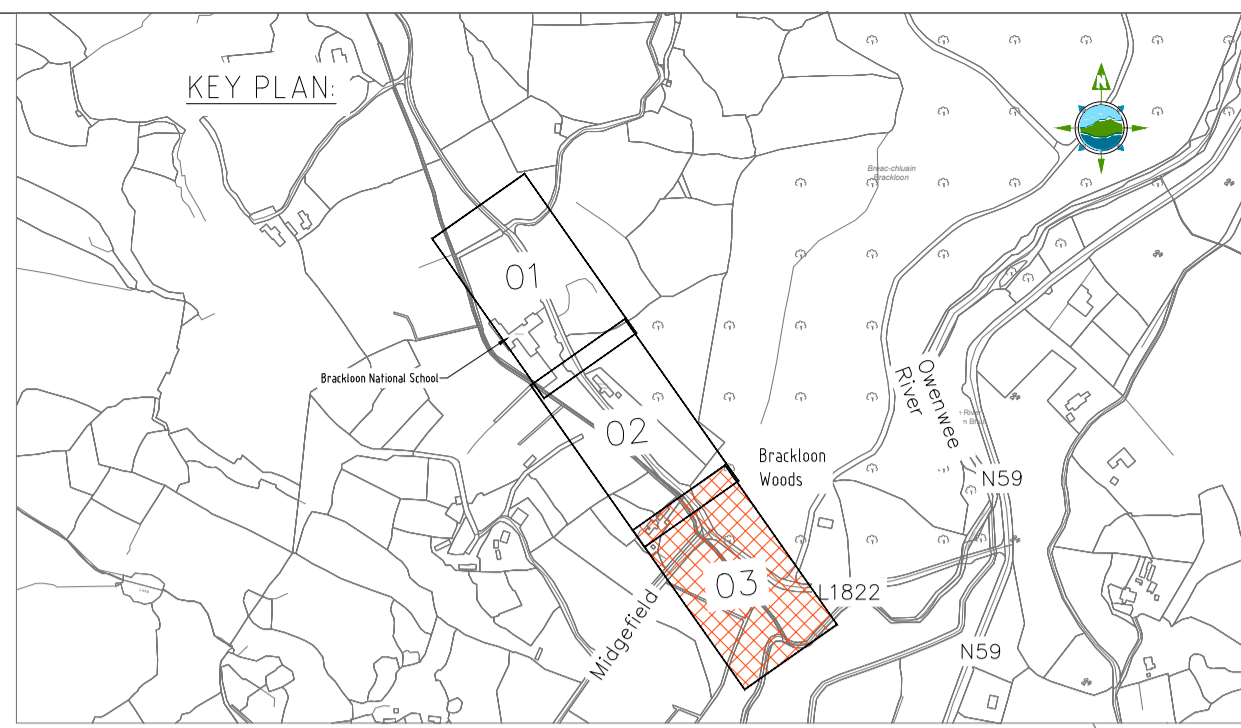 KEY PLAN:
N
Breac-chluain
Brackloon
01
Brackloon National School
02
Owenwee
River
Brackloon
Woods
N59
03
L1822
Midgefield
N59